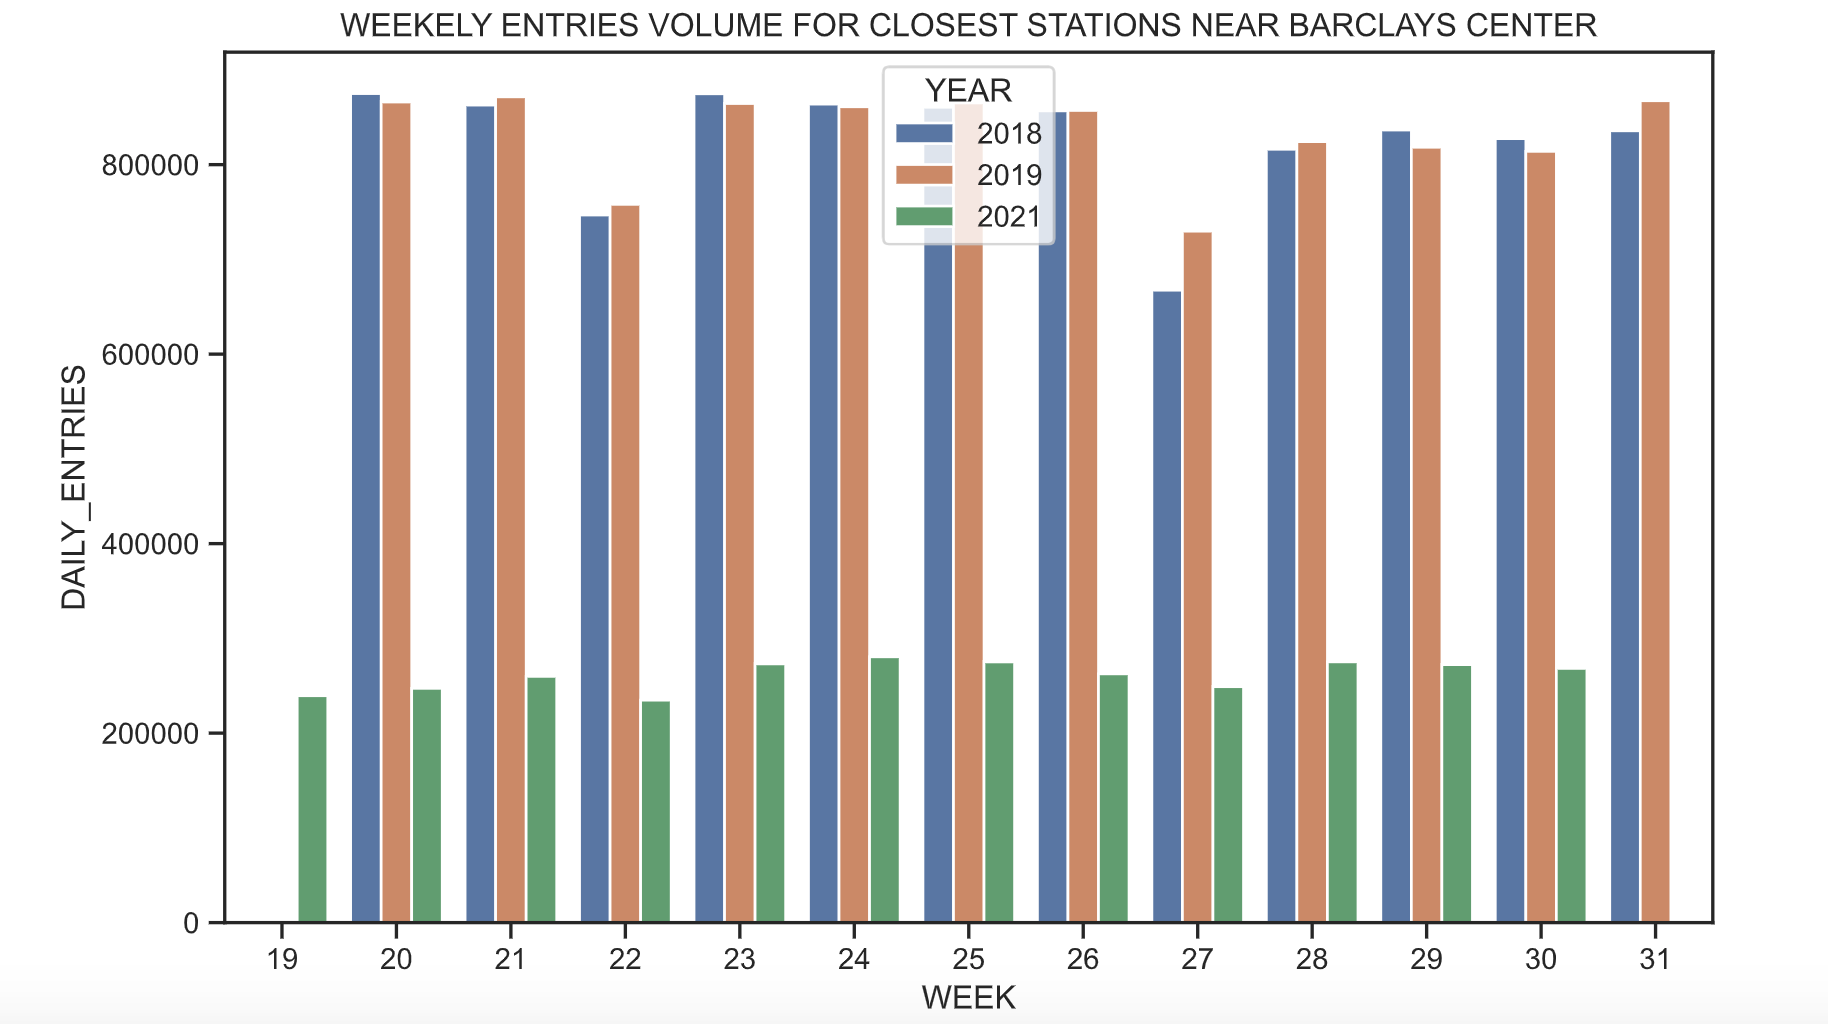 WEEKELY ENTRIES VOLUME FOR CLOSEST STATIONS NEAR BARCLAYS CENTER
YEAR
2018
2019
2021
800000
600000
400000
200000
0
DAILY_ENTRIES
19 20 21 22 23 24 25 26 27 28 29 30 31
WEEK